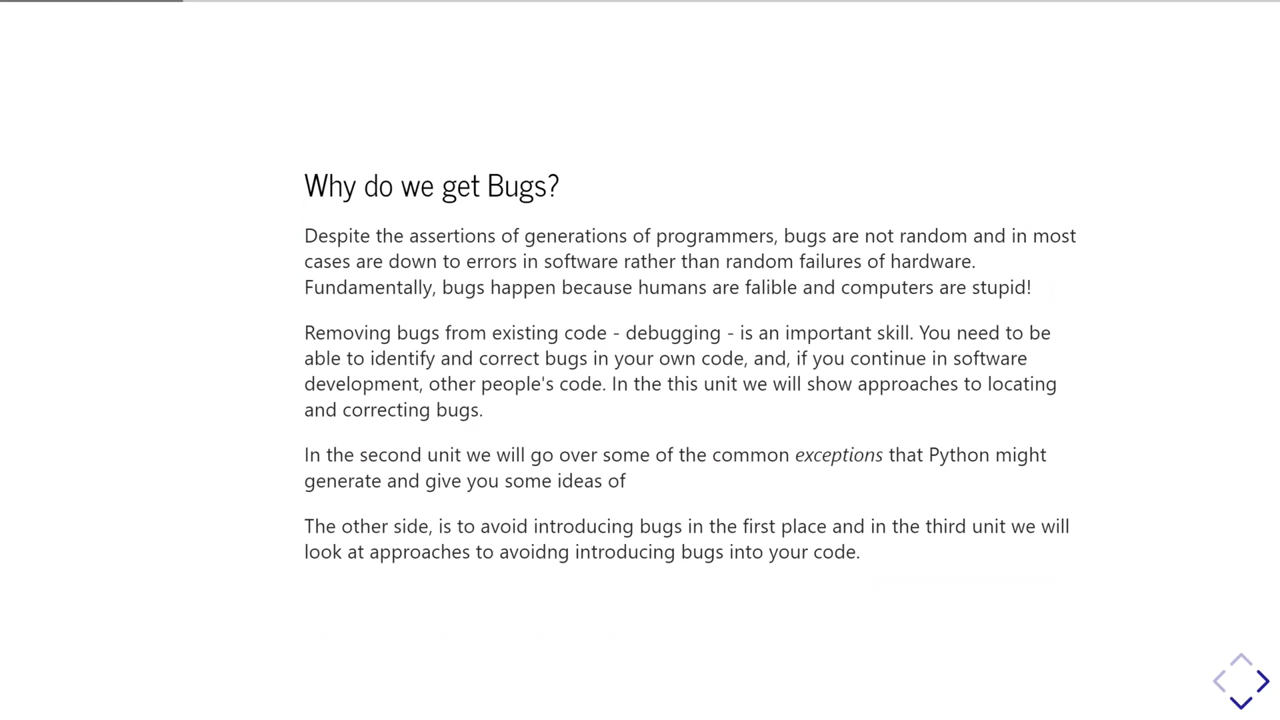 Why do we get Bugs?
Despite the assertions of generations of programmers, bugs are not random and in most
cases are down to errors in software rather than random failures of hardware.
Fundamentally, bugs happen because humans are falible and computers are stupid!
Removing bugs from existing code - debugging - is an important skill. You need to be
able to identify and correct bugs in your own code, and, if you continue in software
development, other people's code. In the this unit we will show approaches to locating
and correcting bugs.
In the second unit we will go over some of the common exceptions that Python might
generate and give you some ideas of
The other side, is to avoid introducing bugs in the first place and in the third unit we will
look at approaches to avoidng introducing bugs into your code.